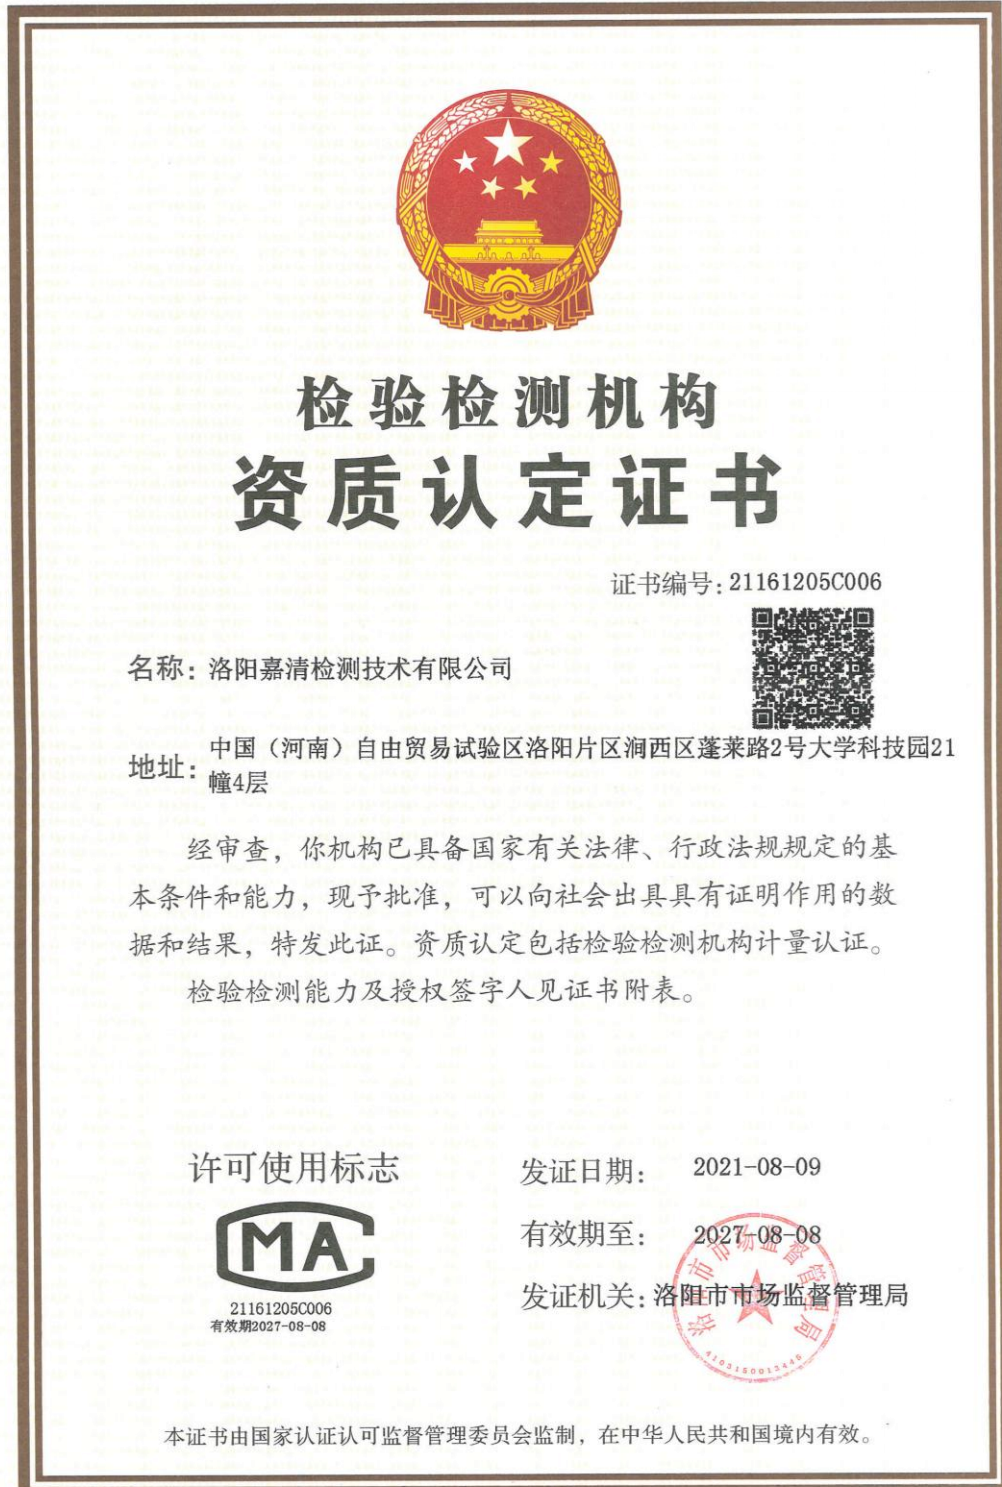 检验检测机构
资质认定证书
证书编号:21161205C006
名称:洛阳嘉清检测技术有限公司
地址:中国（河南）自由贸易试验区洛阳片区涧西区蓬莱路2号大学科技园21
幢4层
经审查，你机构已具备国家有关法律、行政法规规定的基
本条件和能力，现予批准，可以向社会出具具有证明作用的数
据和结果，特发此证。资质认定包括检验检测机构计量认证。
检验检测能力及授权签字人见证书附表。
许可使用标志
MA
21161205C006
有效期2027-08-08
发证日期: 2021-08-09
有效期至: 2027-08-08
发证机关:洛阳市市场监督管理局
洛阳市市场监督管理局
4103150013445
本证书由国家认证认可监督管理委员会监制，在中华人民共和国境内有效。